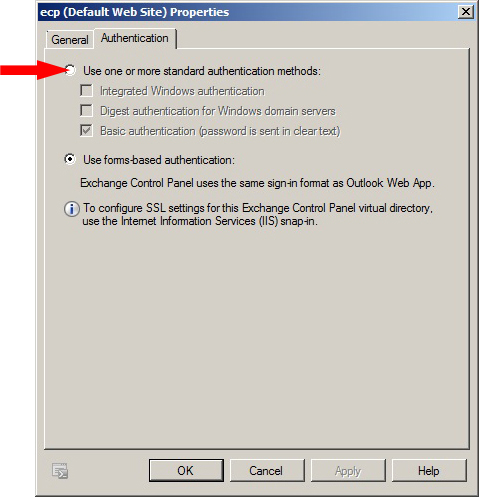 ecp (Default Web Site) Properties
General
Authentication
Use one or more standard authentication methods:
Integrated Windows authentication
Digest authentication for Windows domain servers
Basic authentication (password is sent in clear text)
Use forms-based authentication:
Exchange Control Panel uses the same sign-in format as Outlook Web App.
To configure SSL settings for this Exchange Control Panel virtual directory,
use the Internet Information Services (IIS) snap-in.
OK
Cancel
Apply
Help